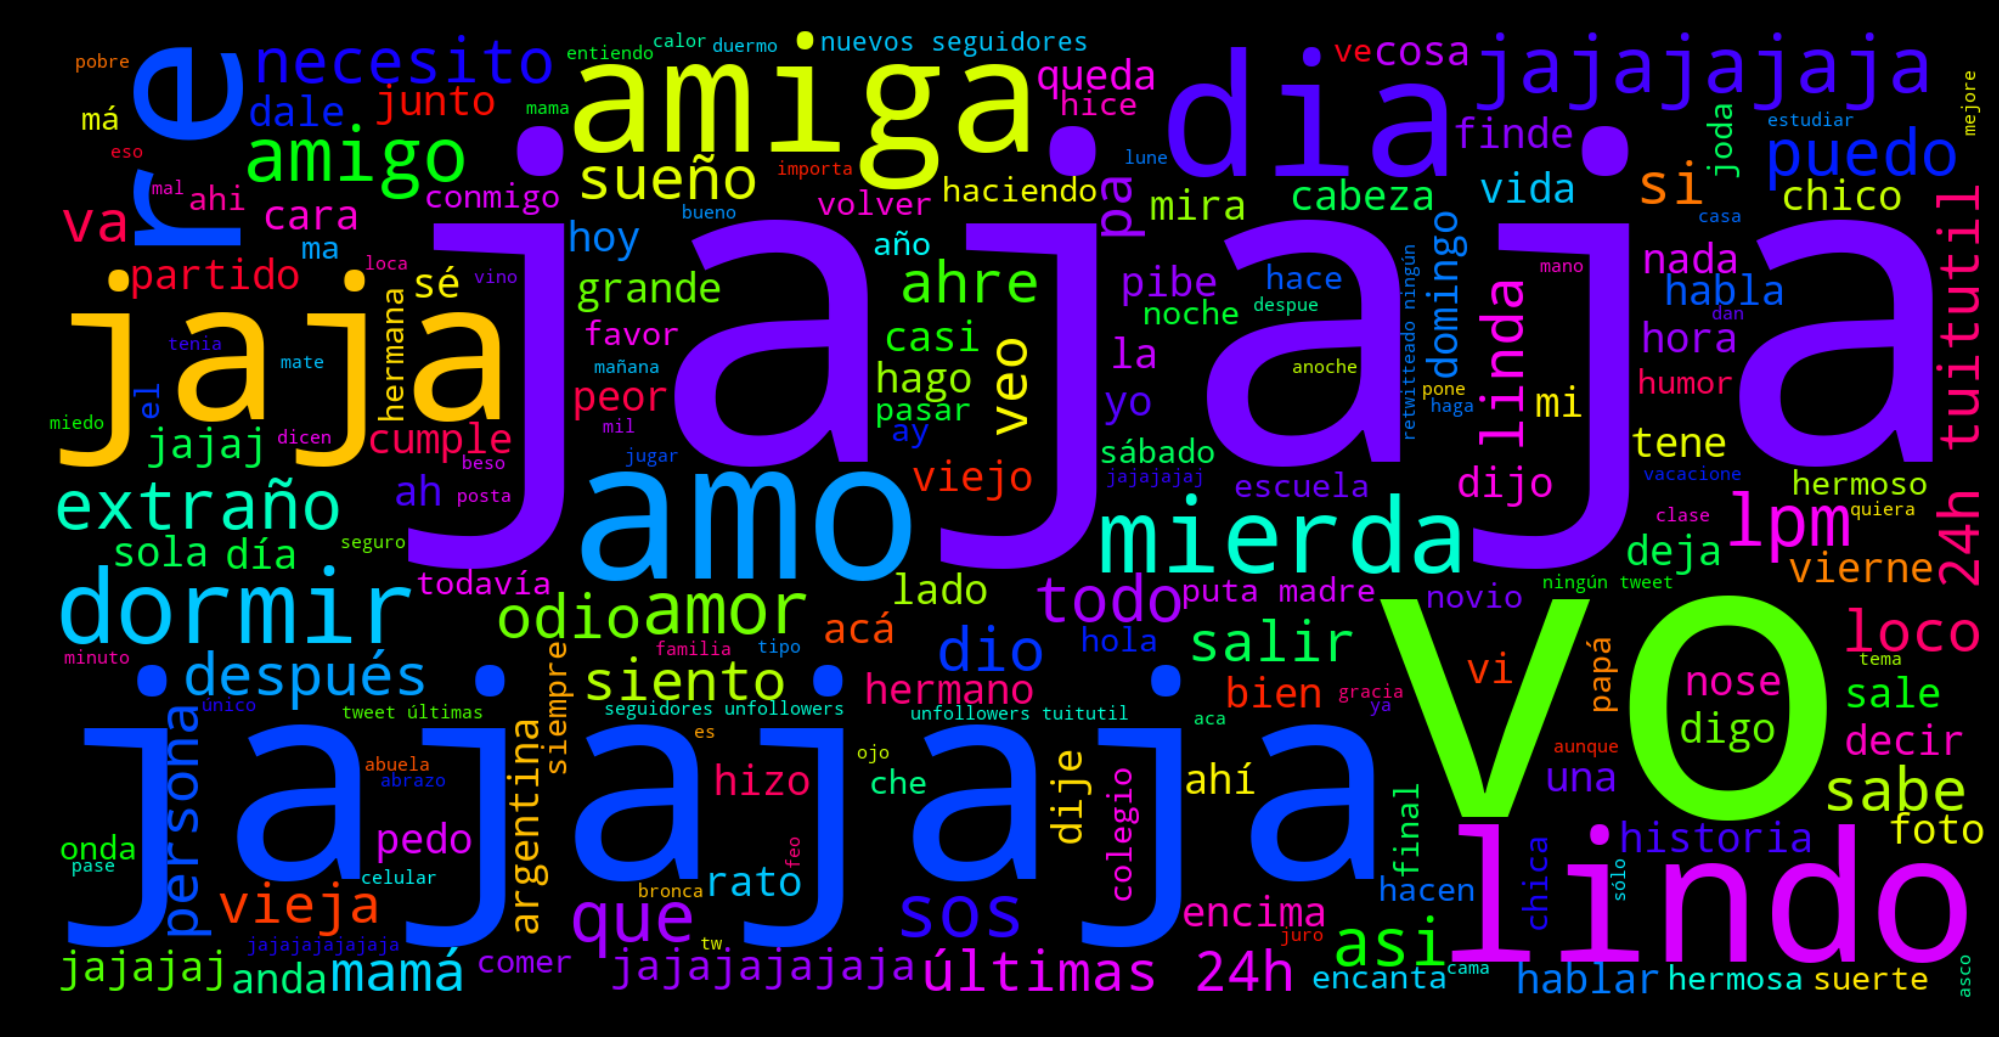 pobre
re
necesito
entiendo
calor
duermo
nuevos seguidores
amiga
queda
dia
ve
cosa
jajajajaja
mejore
má
dale
junto
mama
hice
finde
joda
estudiar
puedo
eso
amigo
sueño
importa
lune
mal
ahi
conmigo
bueno
volver
haciendo
pa
mira
cabeza
vida
si
chico
casa
tuitutil 24h
va
cara
ma
hoy
año
jajaja
domingo
retwitteado ningún
nada
partido
loca
sé
vino
grande
ahre
pibe
hace
linda
mano
habla
jaja
hermana
noche
despue
dan
tenia
favor
casi
veo
la
hora
mate
mañana
anoche
el
peor
hago
yo
pone
haga
mi
humor
miedo
jajaj
dicen
cumple
mil
pasar
ay
tene
beso
jugar
sábado
extraño
ah
posta
amo
viejo
jajajajaj
escuela
dijo
vacacione
hermoso
quiera
sola
día
seguro
mierda
clase
lpm
deja
vierne
dormir
todavía
lado
todo
puta madre
novio
ningún tweet
vo
odio
amor
acá
hola
salir
loco
minuto
después
siempre
familia
tipo
dio
vi
papá
nose
tema
siento
hermano
bien
gracia
ya
sale
único
persona
tweet últimas
seguidores unfollowers
unfollowers tuitutil
aca
digo
decir
jajajaja
abuela
abrazo
argentina
es
hizo
ojo
che
dije
colegio
ahí
aunque
una
sabe
final
onda
pase
pedo
feo
foto
lindo
historia
celular
bronca
rato
hacen
chica
sólo
vieja
que
sos
encima
jajajajajaja
tw
juro
asi
jajajaj
anda
mamá
comer
jajajajajaja
últimas 24h
encanta
cama
hablar
hermosa
suerte
asco